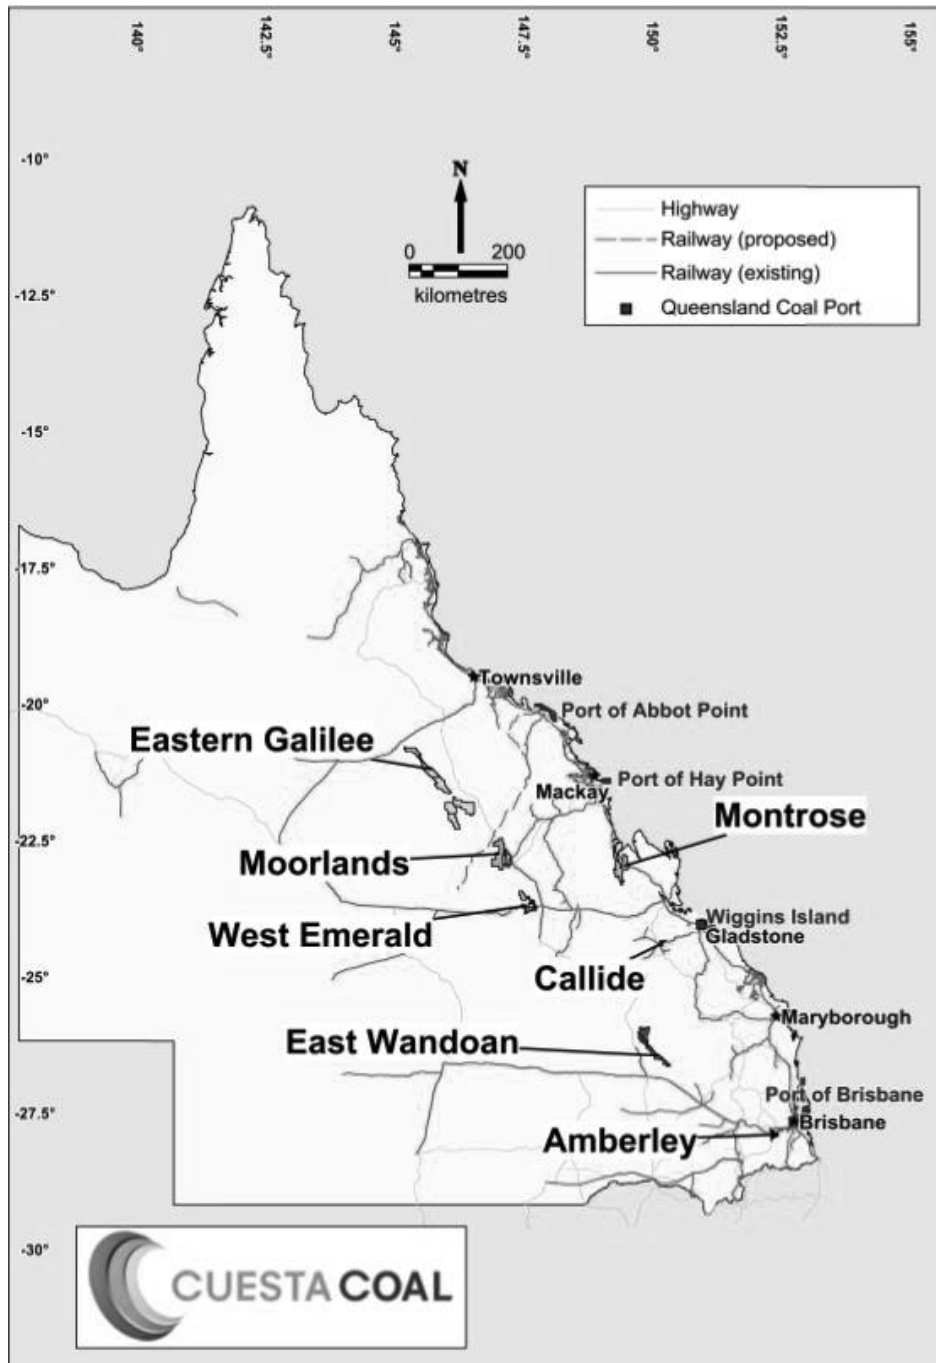 140°
142.5°
145°
147.5°
150°
152.5°
155°
-10°
N
0 200
kilometres
Highway
Railway (proposed)
Railway (existing)
Queensland Coal Port
-12.5°
-15°
-17.5°
Townsville
-20°
Port of Abbot Point
Eastern Galilee
Port of Hay Point
Mackay
Montrose
-22.5°
Moorlands
Wiggins Island
West Emerald
Gladstone
Callide
-25°
Maryborough
East Wandoan
Port of Brisbane
-27.5°
Brisbane
Amberley
-30°
CUESTA COAL